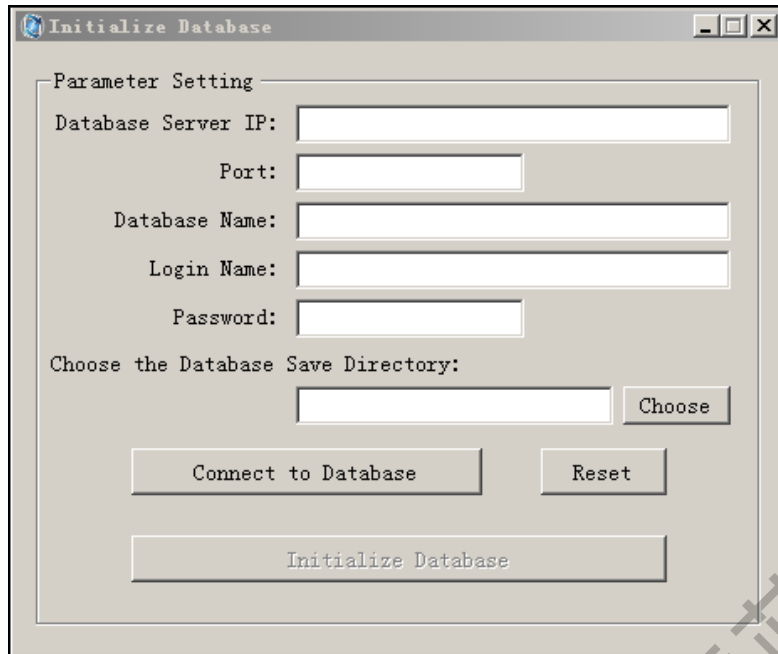 Initialize Database
Parameter Setting
Database Server IP:
Port:
Database Name:
Login Name:
Password:
Choose the Database Save Directory:
Choose
Connect to Database Reset
Initialize Database